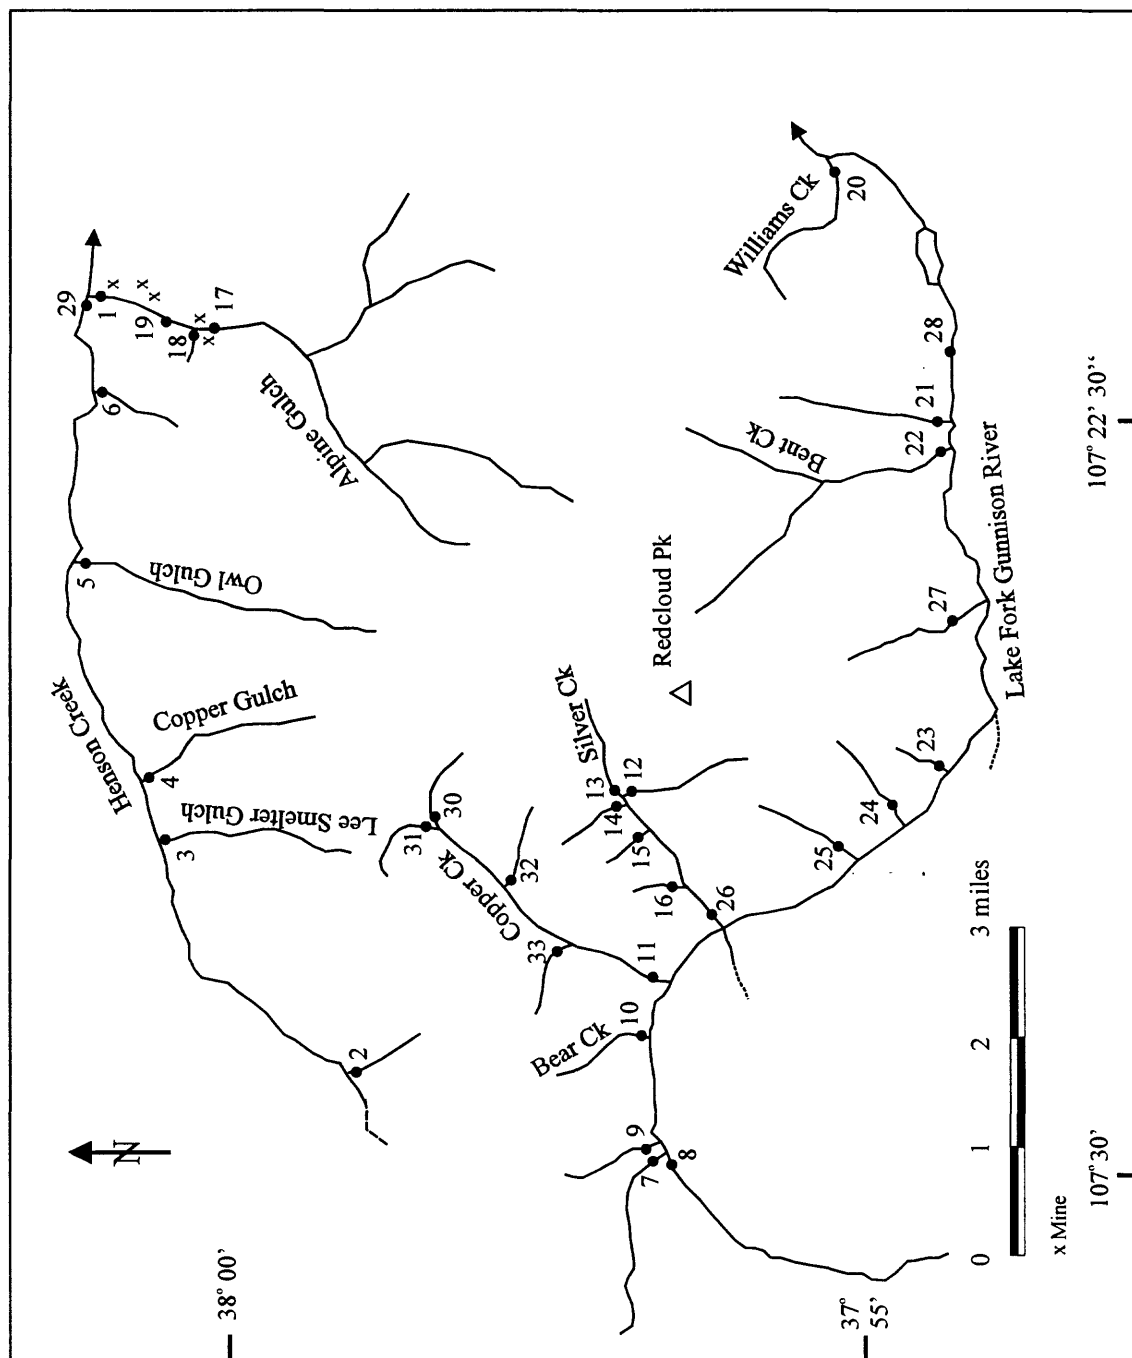 29
1
x
x
x
19
18
x
x
17
6
Alpine Gulch
5
Owl Gulch
Henson Creek
Copper Gulch
4
3
Lee Smelter Gulch
2
N
Williams Ck
20
28
21
22
Bent Ck
Lake Fork Gunnison River
27
Redcloud Pk
Silver Ck
13
12
14
15
16
26
30
31
32
Copper Ck
33
11
10
Bear Ck
9
7
8
23
24
25
0 1 2 3 miles
x Mine
38° 00'
37°
55'
107° 30'
107° 22' 30"